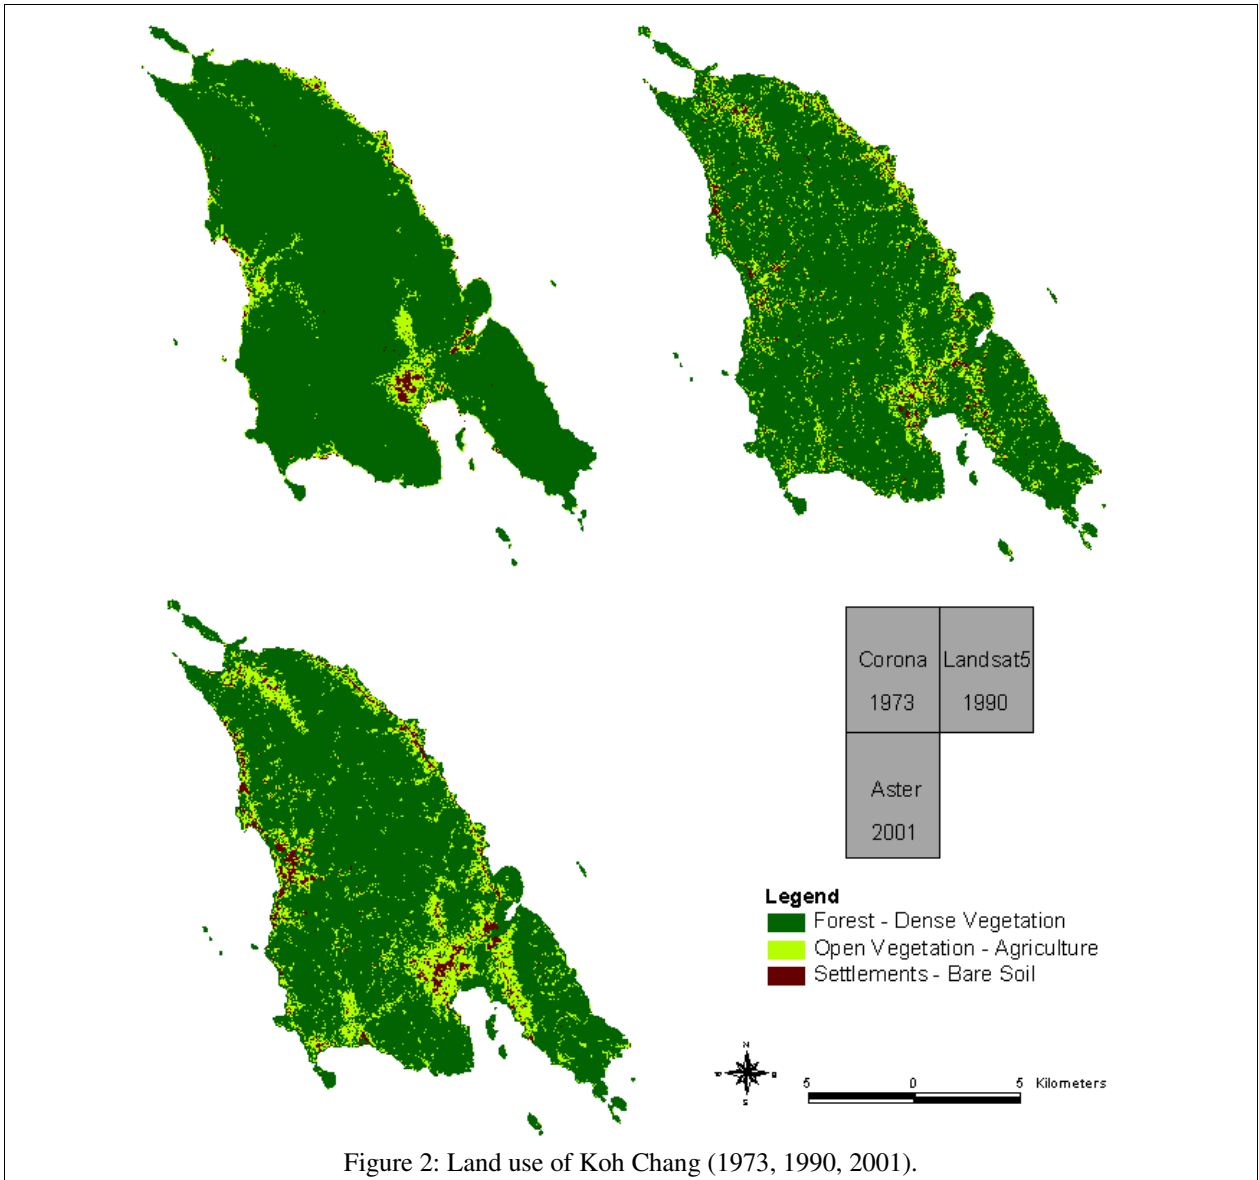 Corona
1973
Landsat5
1990
Aster
2001
Legend
Forest - Dense Vegetation
Open Vegetation - Agriculture
Settlements - Bare Soil
N
S
5 0 5 Kilometers
Figure 2: Land use of Koh Chang (1973, 1990, 2001).